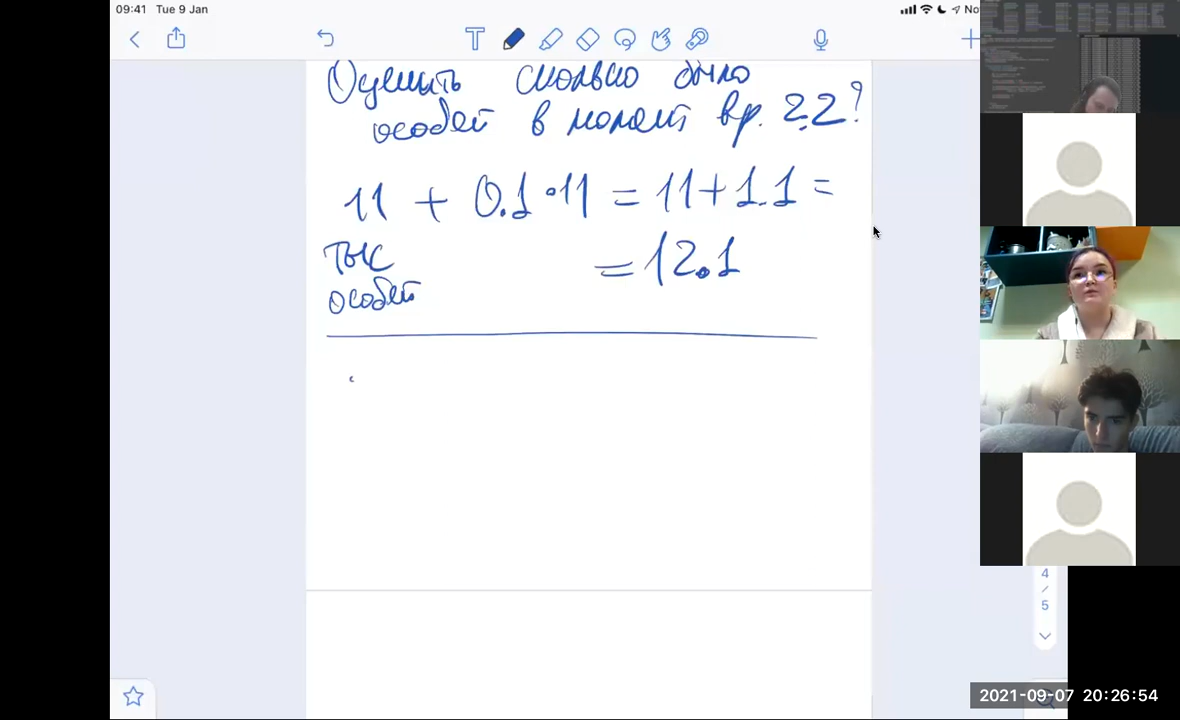 09:41 Tue 9 Jan
Оценить сколько было
особей в момент вр. 2.2?
11 + 0.1 · 11 = 11 + 1.1 =
тыс
особей
= 12.1
4
/
5
2021-09-07 20:26:54